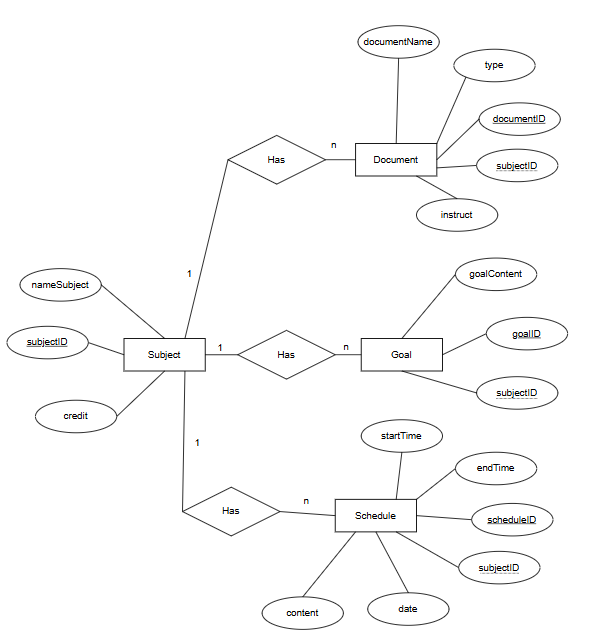 documentName
type
documentID
n
Has
Document
subjectID
instruct
1
nameSubject
goalContent
subjectID
goalID
1
n
Subject
Has
Goal
subjectID
credit
startTime
1
endTime
n
Has
Schedule
scheduleID
subjectID
content
date